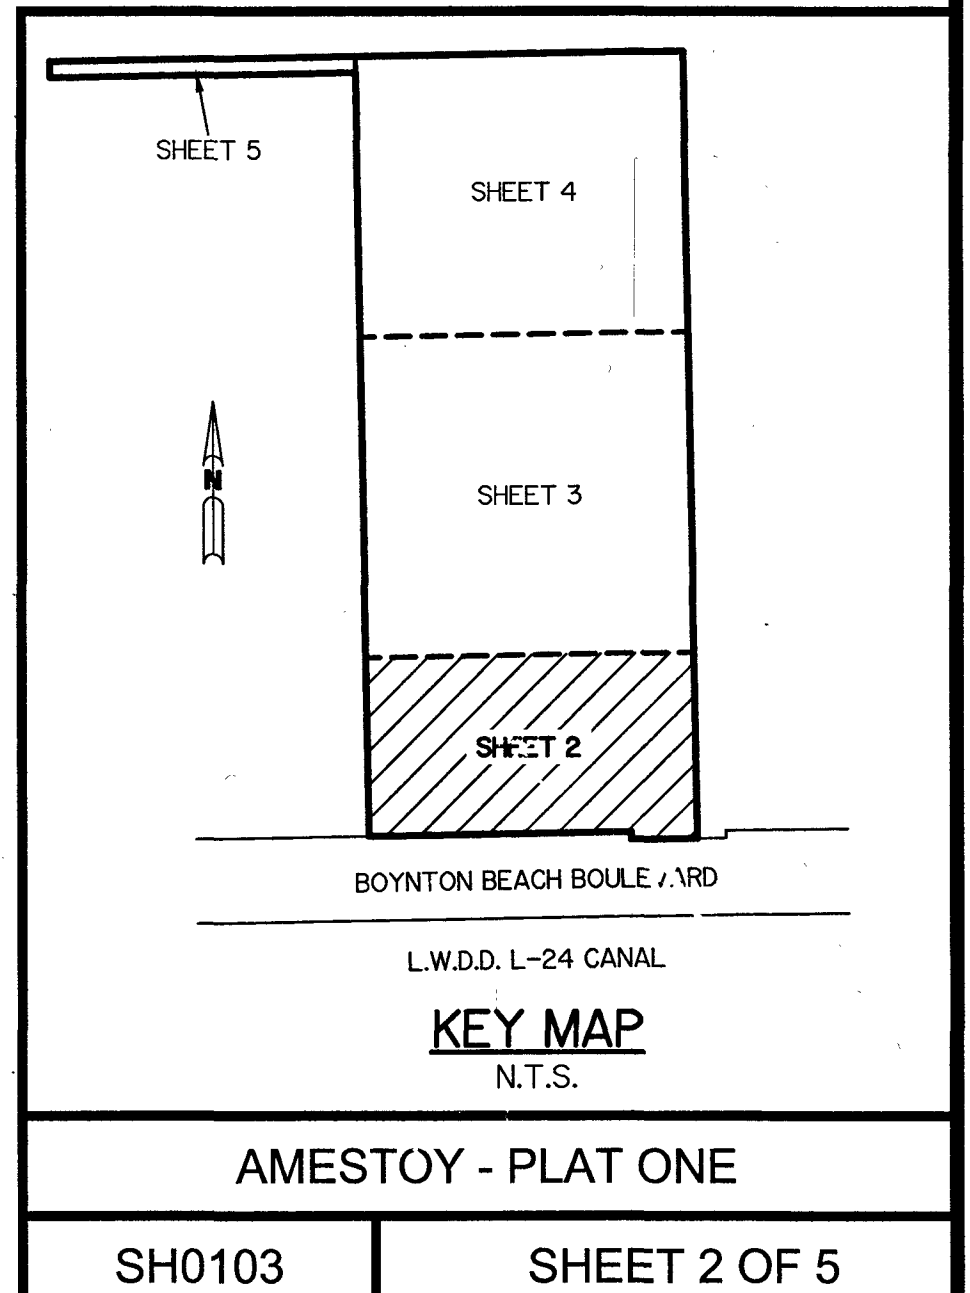 SHEET 5
SHEET 4
N
SHEET 3
SHEET 2
BOYNTON BEACH BOULEVARD
L.W.D.D. L-24 CANAL
KEY MAP
N.T.S.
AMESTOY - PLAT ONE
SH0103
SHEET 2 OF 5